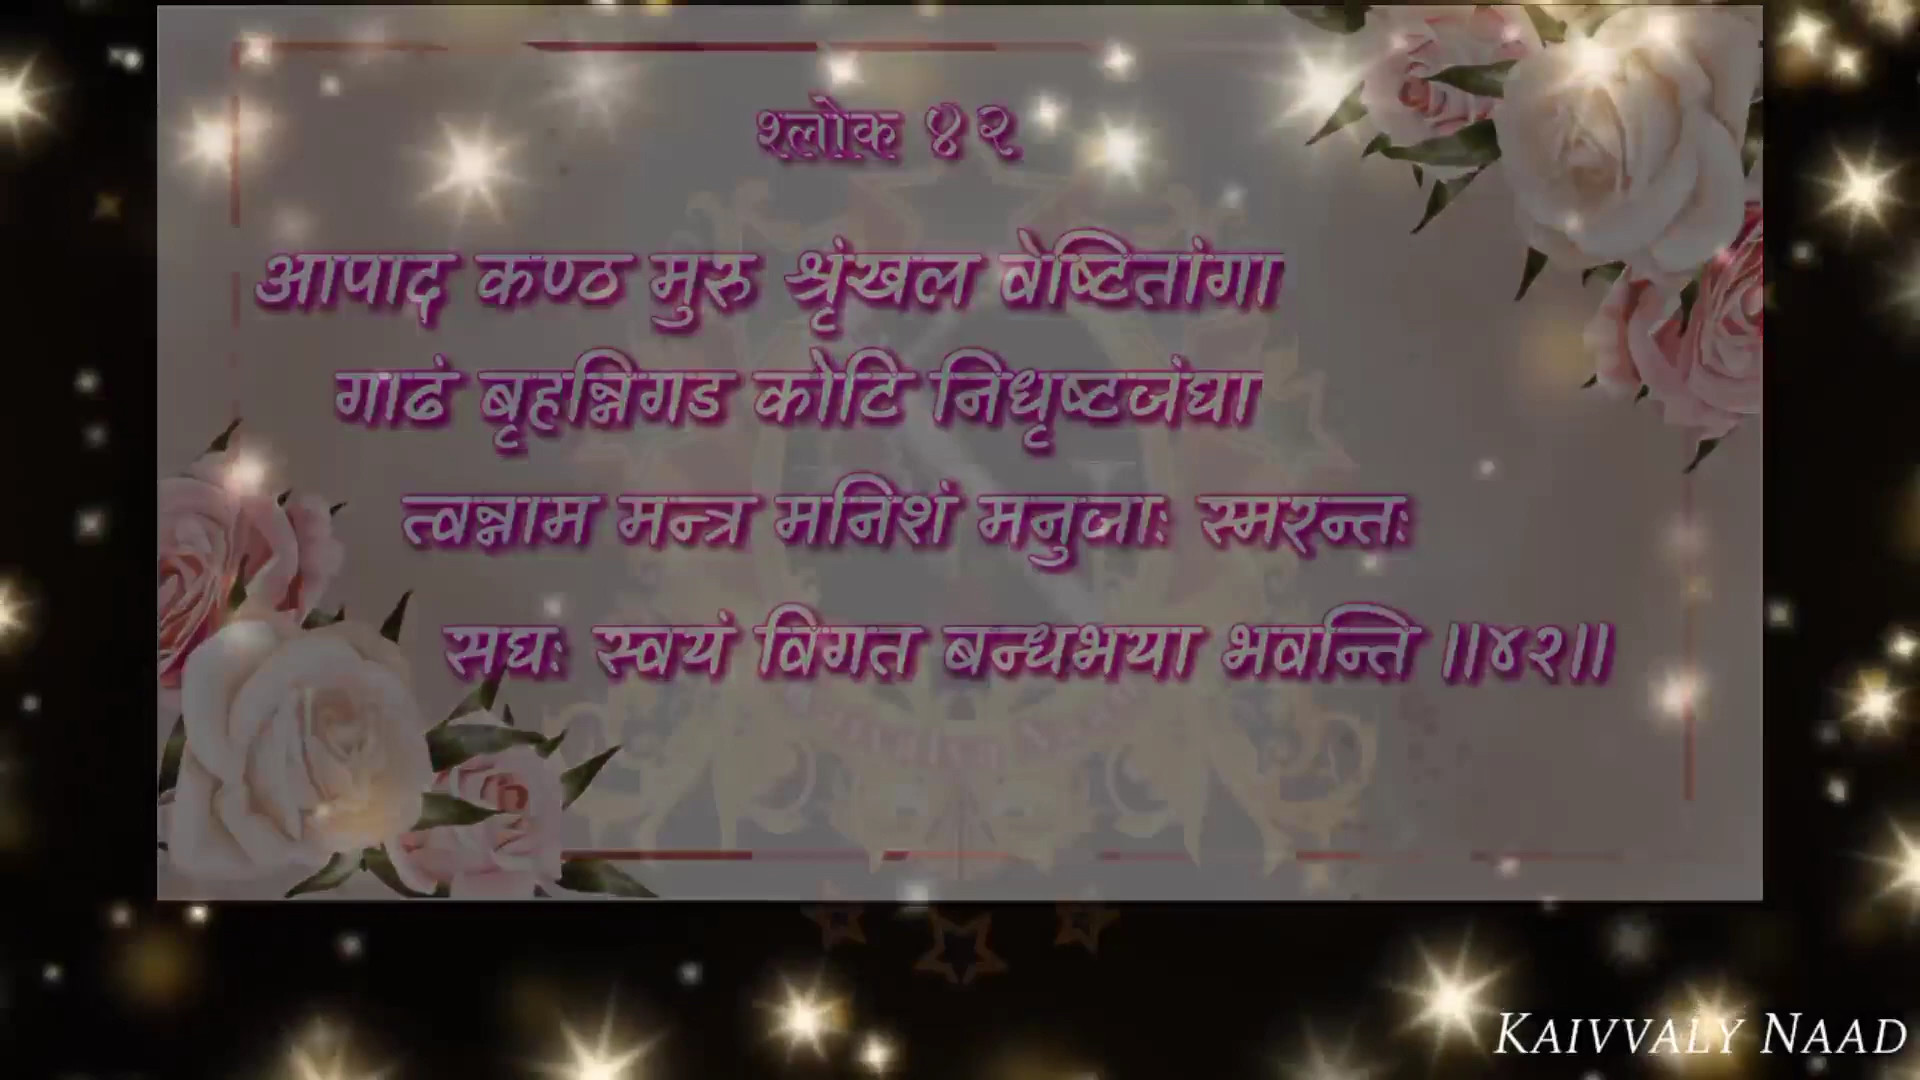 श्लोक ४२
आपाद कण्ठ मुरु श्रृंखल वेष्टितांगा
गाढं बृहन्निगड कोटि निधृष्टजंघा
त्वन्नाम मन्त्र मनिशं मनुजाः स्मरन्तः
सद्यः स्वयं विगत बन्धभया भवन्ति ॥४२॥
KAIVVALY NAAD